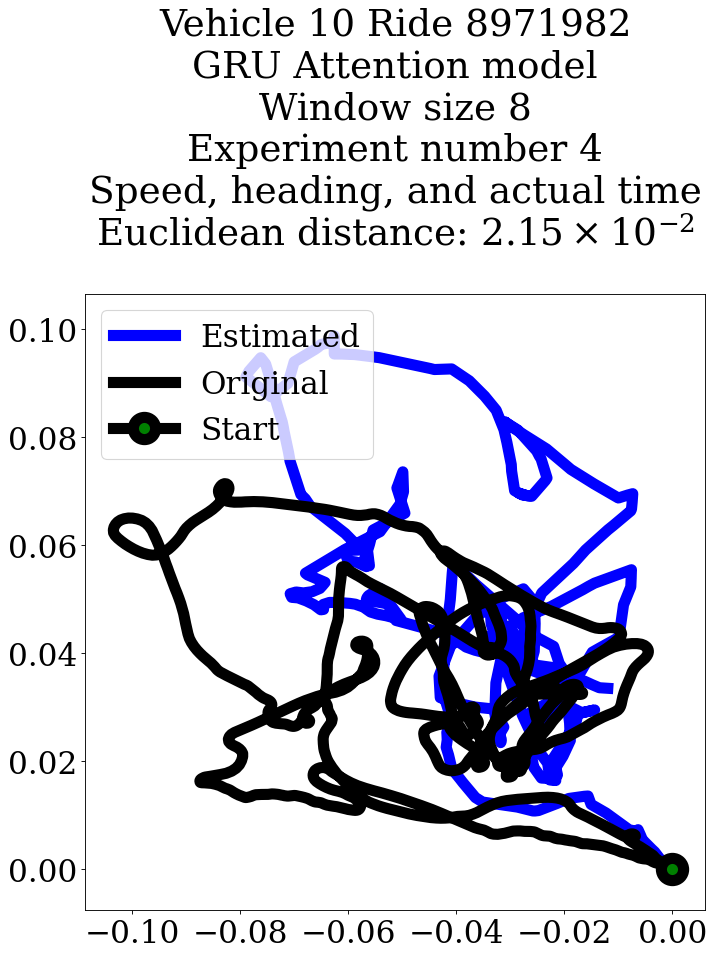 Vehicle 10 Ride 8971982
GRU Attention model
Window size 8
Experiment number 4
Speed, heading, and actual time
Euclidean distance: 2.15 × 10⁻²
Estimated
Original
Start
0.10
0.08
0.06
0.04
0.02
0.00
−0.10 −0.08 −0.06 −0.04 −0.02 0.00